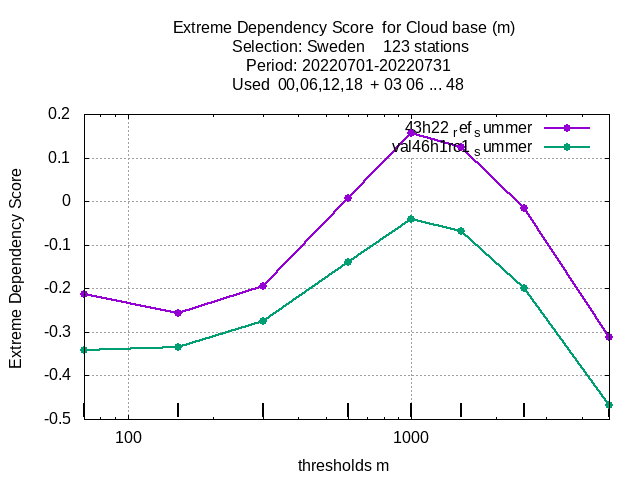 Extreme Dependency Score for Cloud base (m)
Selection: Sweden 123 stations
Period: 20220701-20220731
Used 00,06,12,18 + 03 06 ... 48
43h22ref summer
val46h1rc1 summer
0.2
0.1
0
-0.1
-0.2
-0.3
-0.4
-0.5
Extreme Dependency Score
100 1000
thresholds m